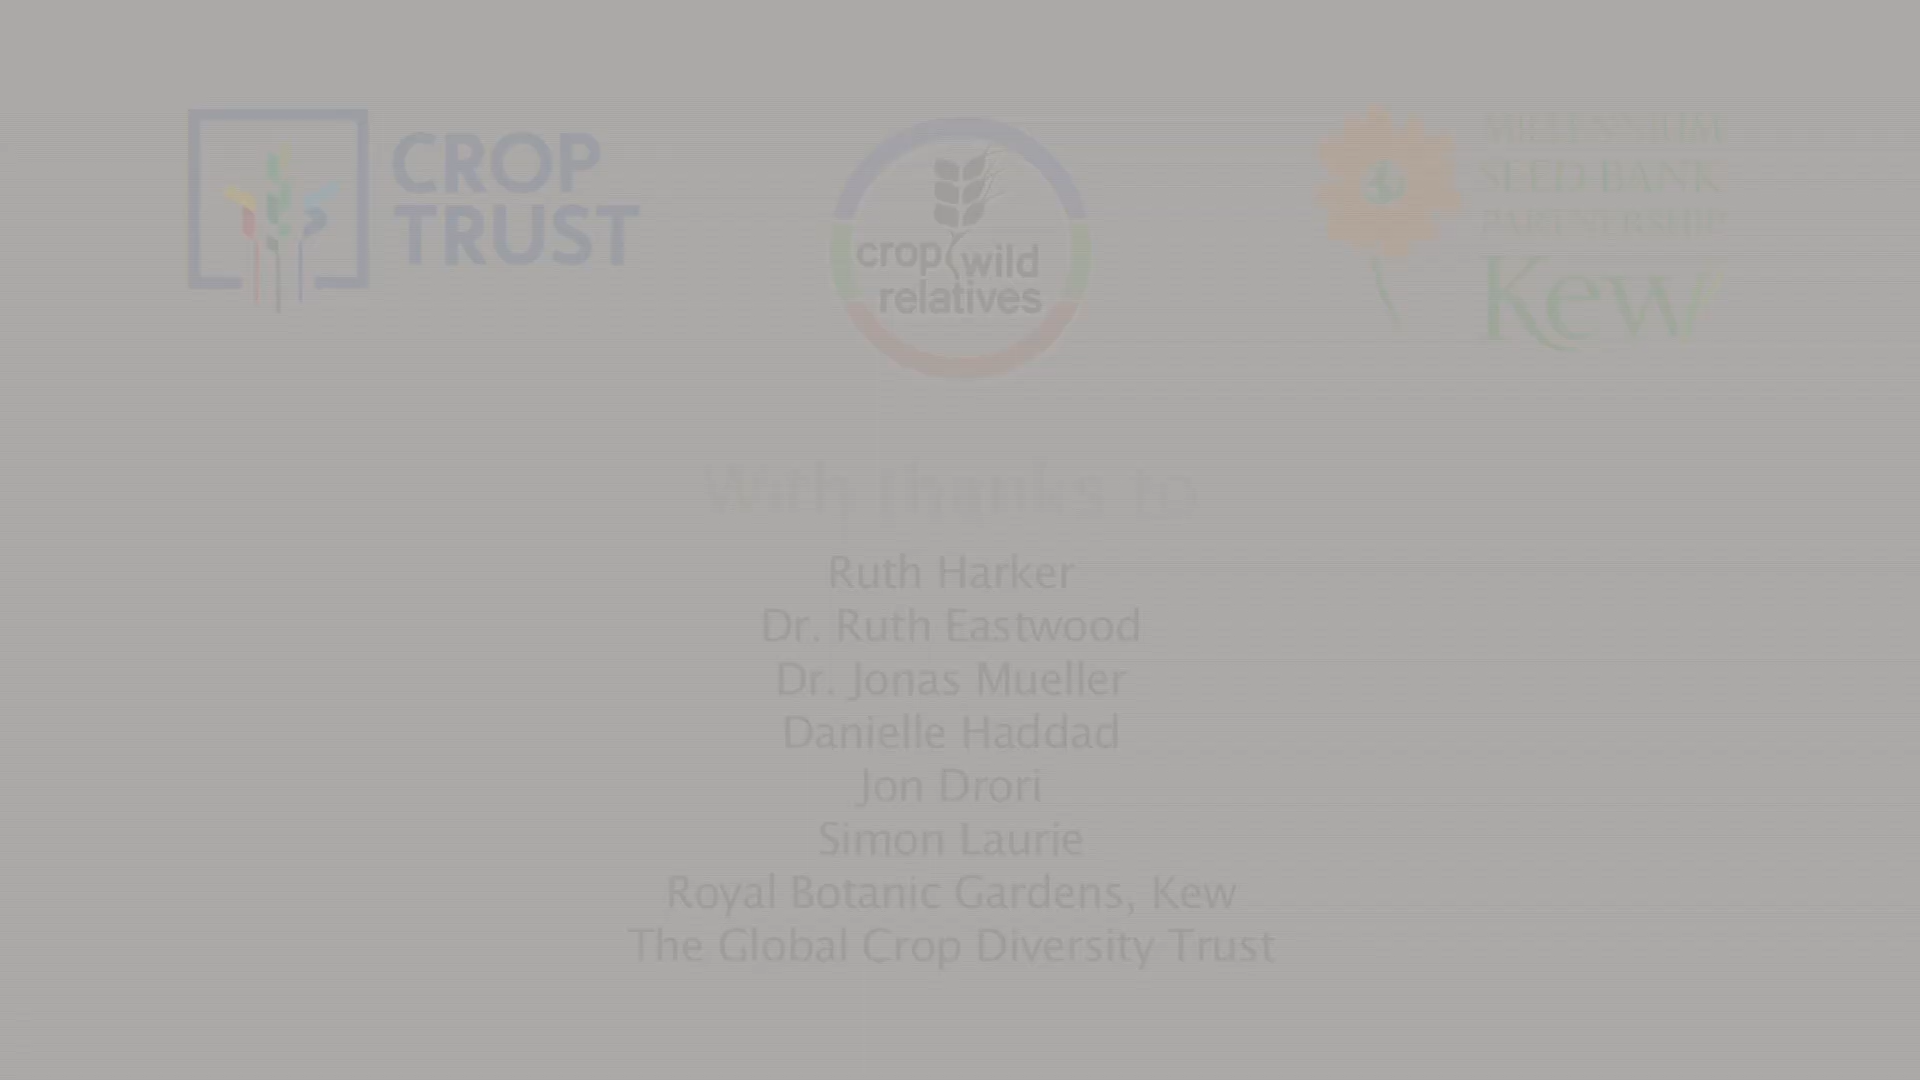 CROP
TRUST
crop wild
relatives
MILLENNIUM
SEED BANK
PARTNERSHIP
Kew
With thanks to
Ruth Harker
Dr. Ruth Eastwood
Dr. Jonas Mueller
Danielle Haddad
Jon Drori
Simon Laurie
Royal Botanic Gardens, Kew
The Global Crop Diversity Trust